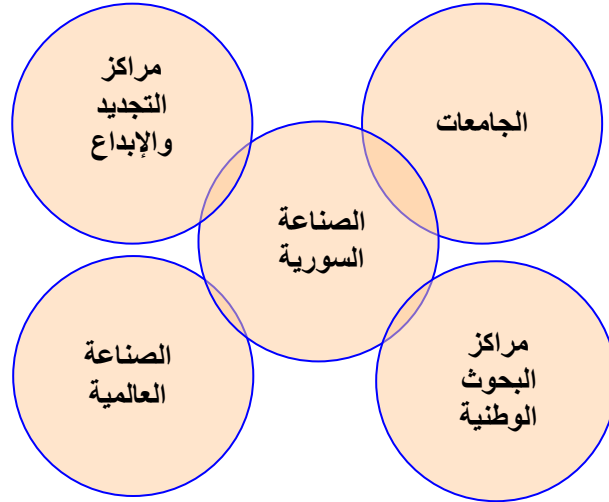 الجامعات
مراكز
التجديد
والإبداع
الصناعة
السورية
مراكز
البحوث
الوطنية
الصناعة
العالمية